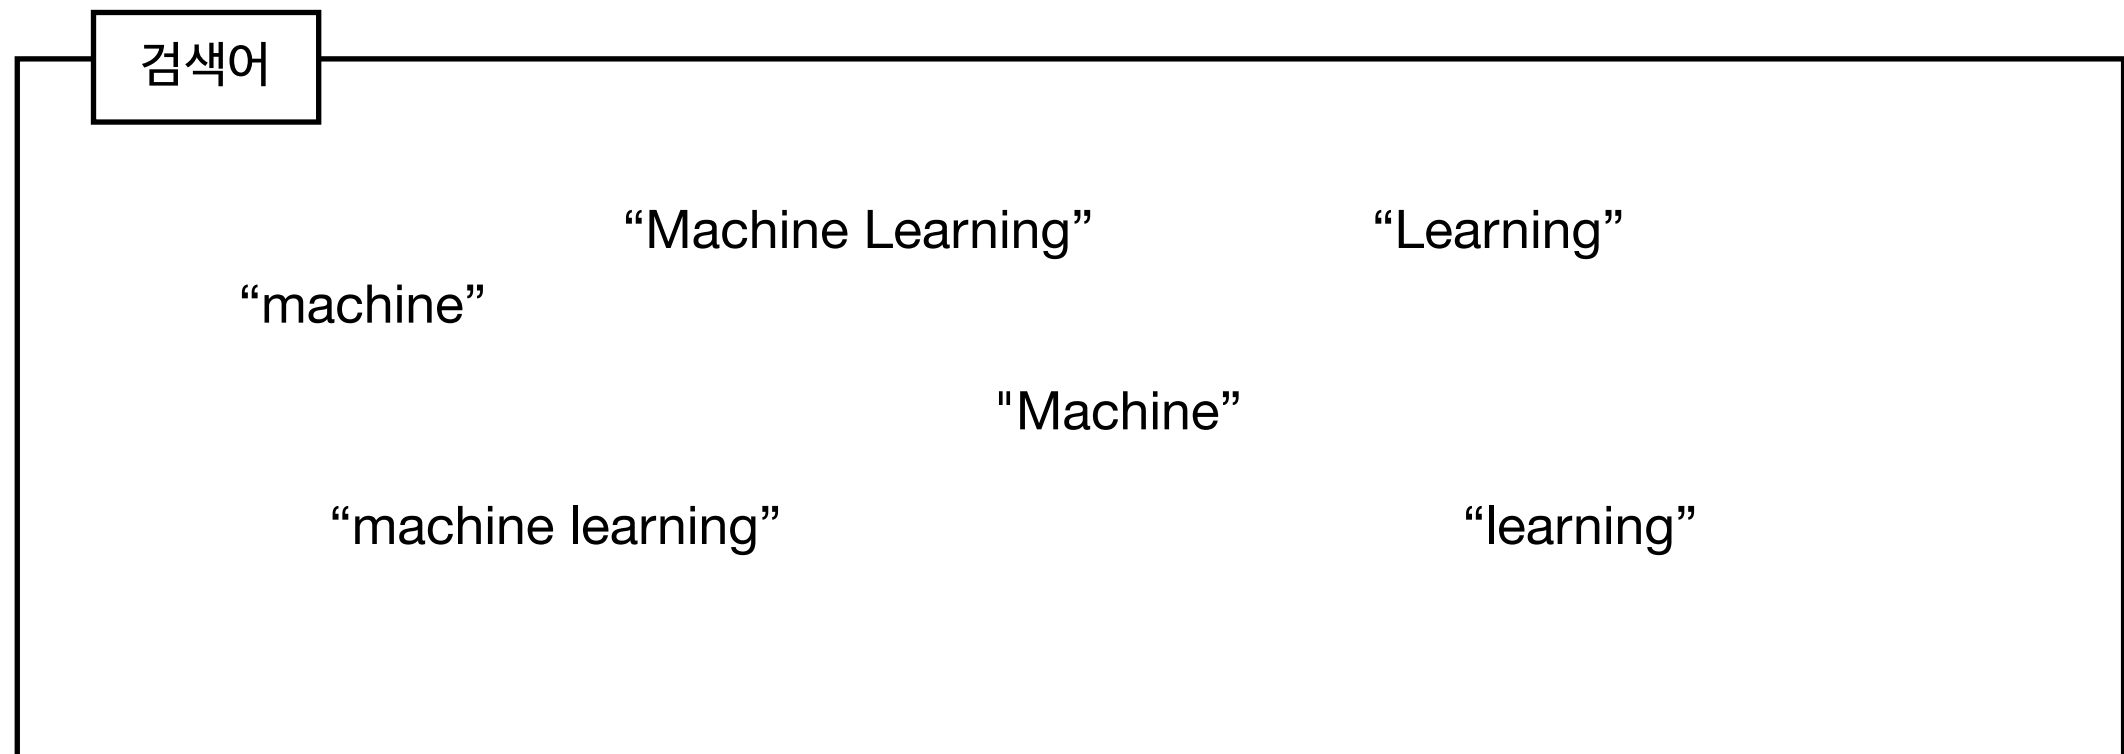 검색어
“Machine Learning” “Learning”
“machine”
"Machine”
“machine learning” “learning”